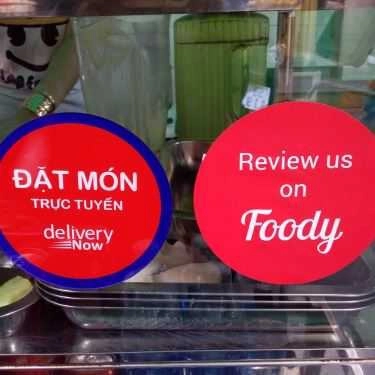 ĐẶT MÓN
TRỰC TUYẾN
delivery
Now
Review us
on
Foody